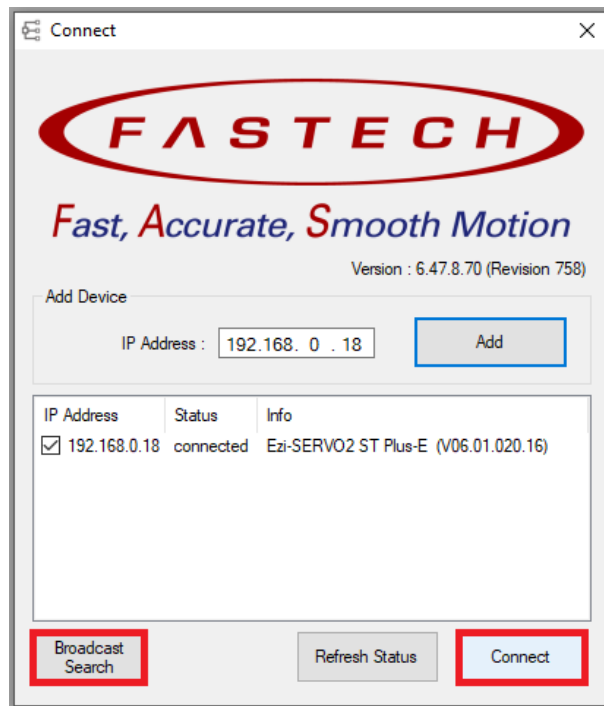 Connect
FASTECH
Fast, Accurate, Smooth Motion
Version : 6.47.8.70 (Revision 758)
Add Device
IP Address : 192.168. 0 . 18 Add
IP Address Status Info
192.168.0.18 connected Ezi-SERVO2 ST Plus-E (V06.01.020.16)
Broadcast
Search
Refresh Status
Connect